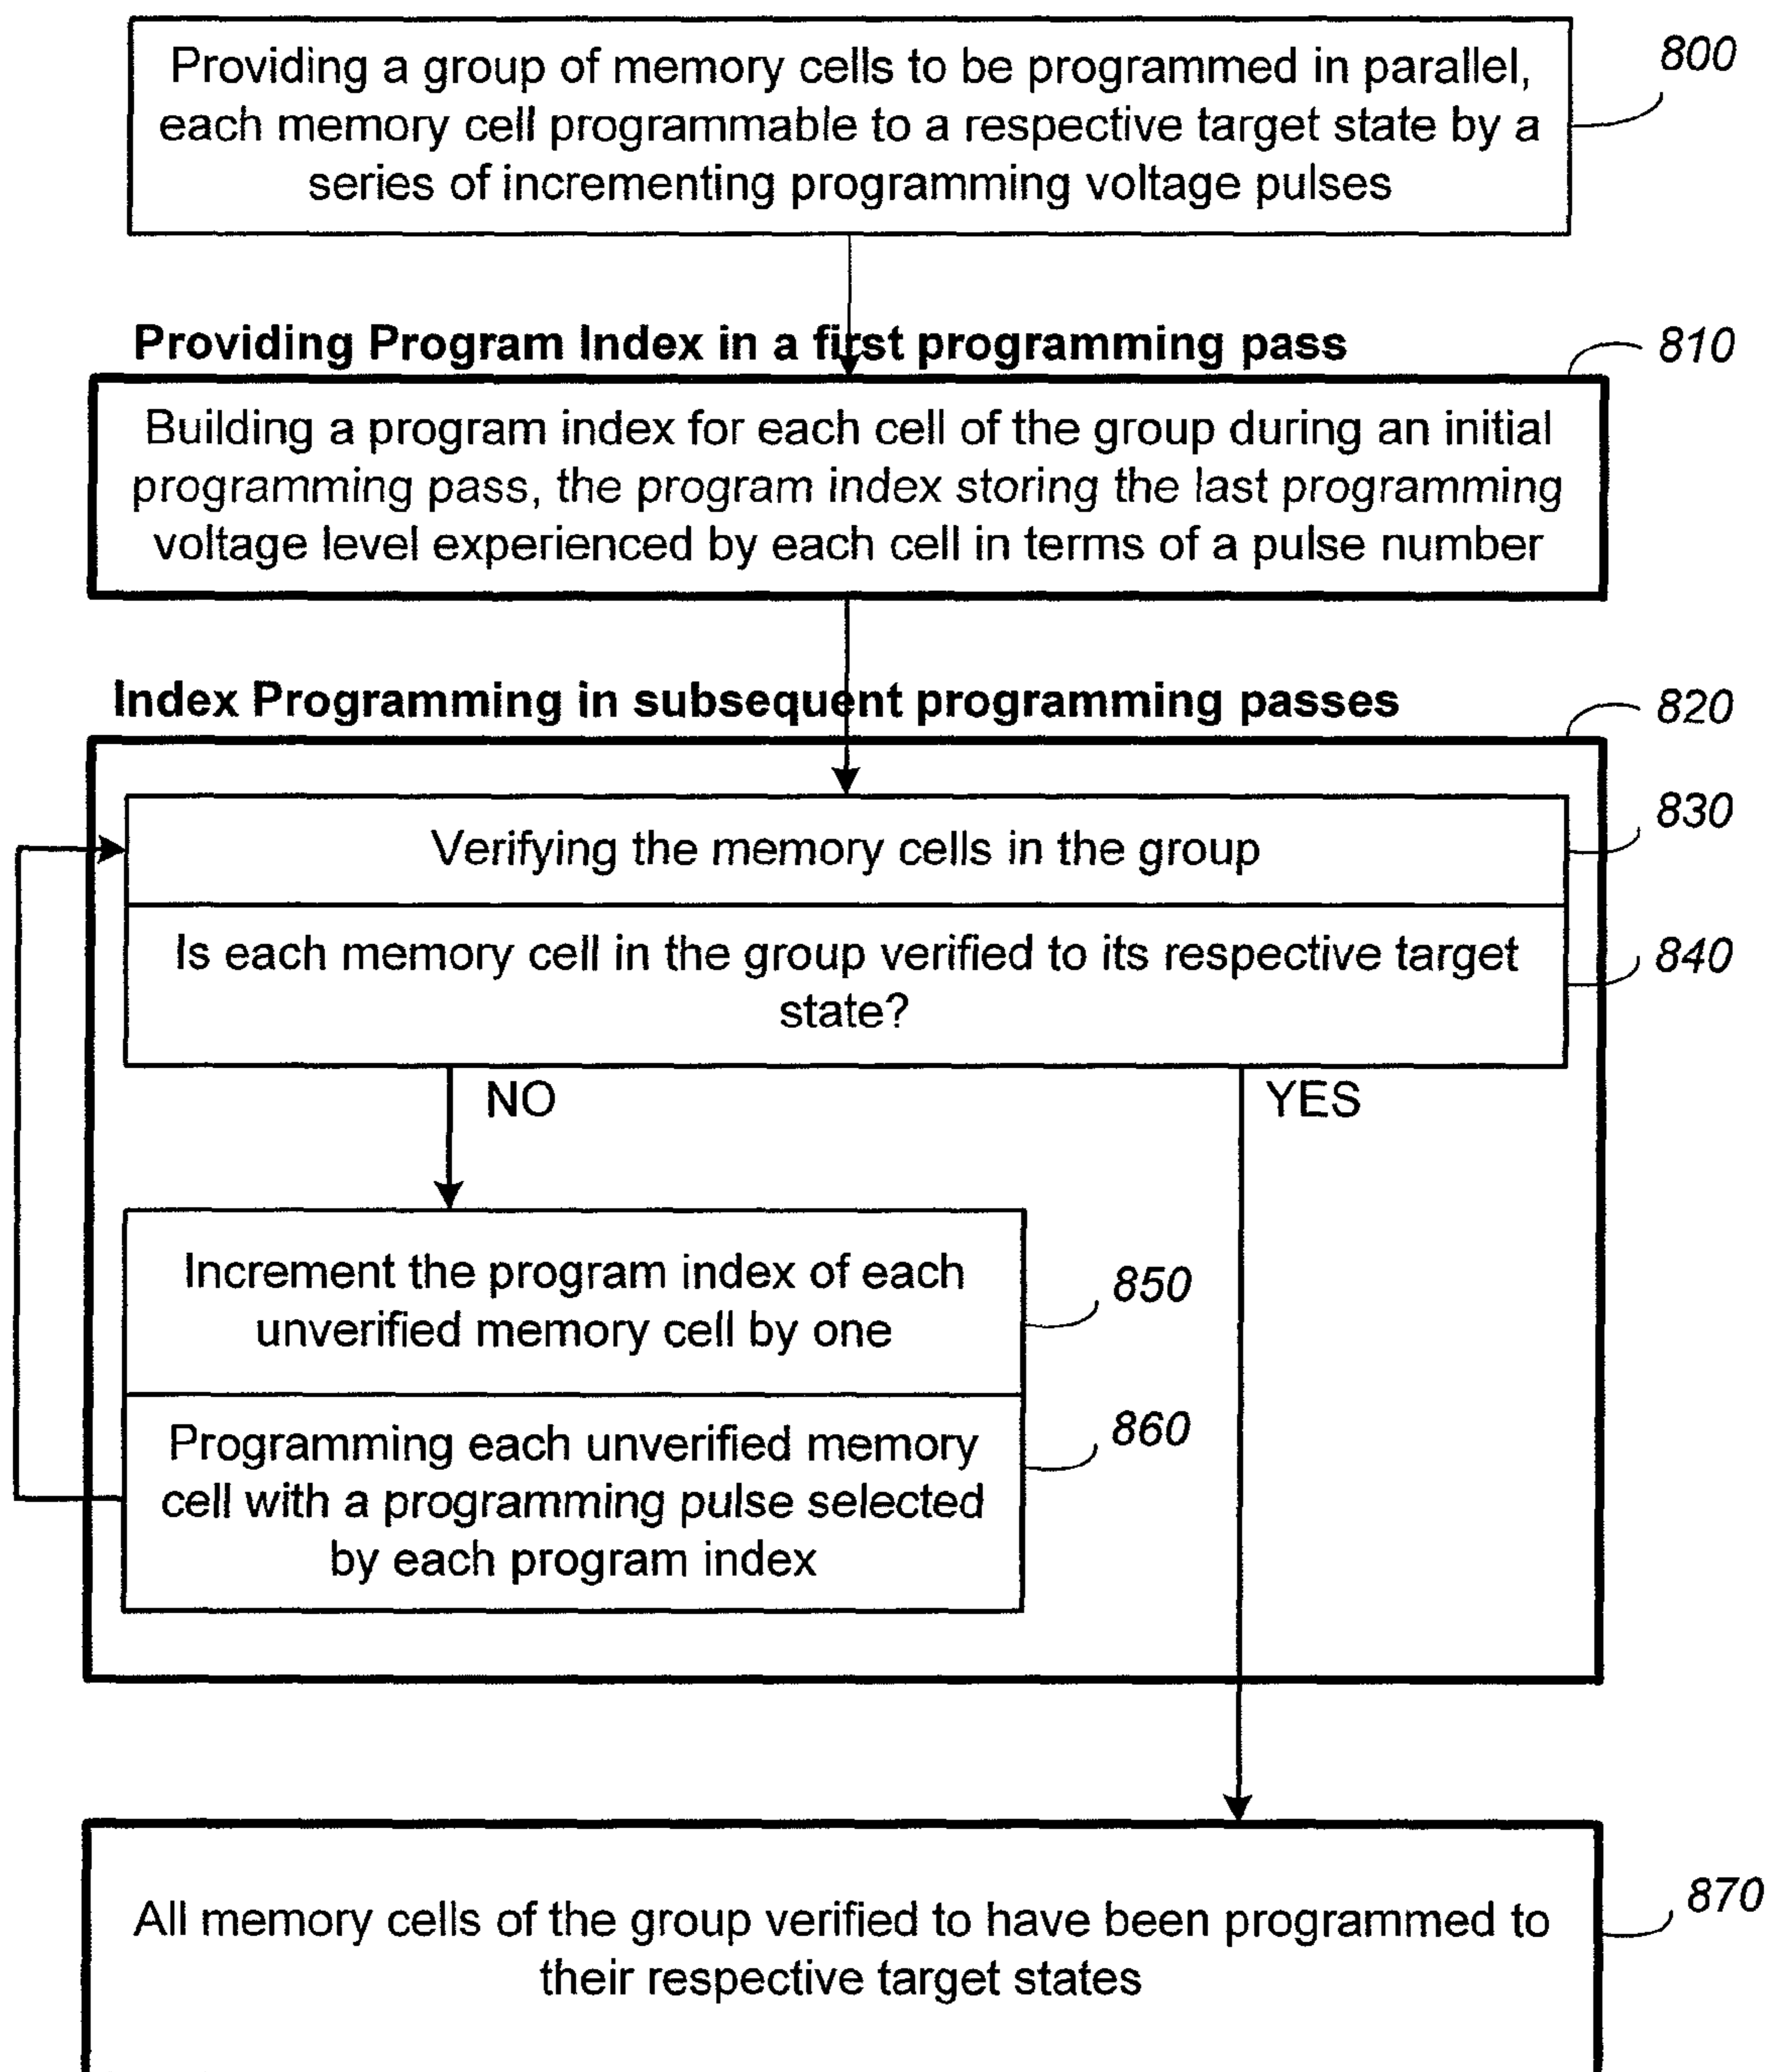 Providing a group of memory cells to be programmed in parallel,
each memory cell programmable to a respective target state by a
series of incrementing programming voltage pulses
800
Providing Program Index in a first programming pass
810
Building a program index for each cell of the group during an initial
programming pass, the program index storing the last programming
voltage level experienced by each cell in terms of a pulse number
Index Programming in subsequent programming passes
820
Verifying the memory cells in the group
830
Is each memory cell in the group verified to its respective target
state?
840
NO
YES
Increment the program index of each
unverified memory cell by one
850
Programming each unverified memory
cell with a programming pulse selected
by each program index
860
All memory cells of the group verified to have been programmed to
their respective target states
870